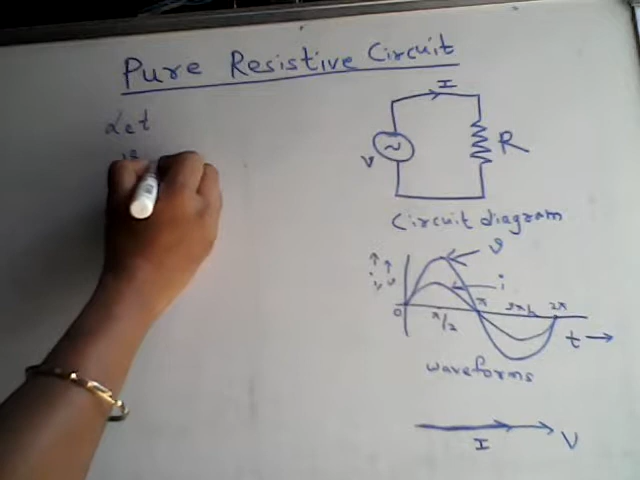 Pure Resistive Circuit
Let
I
V
R
Circuit diagram
v
i
i, v
0
π/2
π
3π/2
2π
t
waveforms
I
V